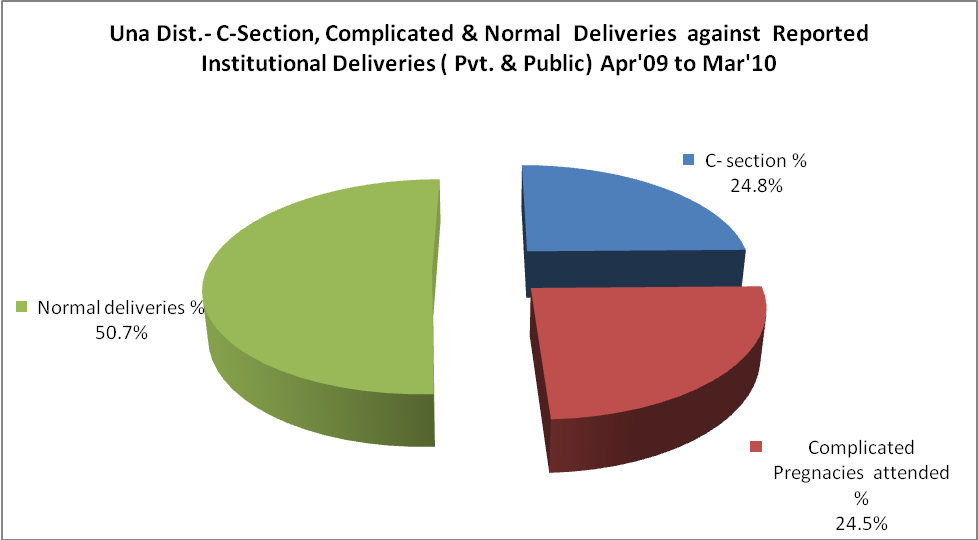 Una Dist.- C-Section, Complicated & Normal Deliveries against Reported
Institutional Deliveries ( Pvt. & Public) Apr'09 to Mar'10
C- section %
24.8%
Normal deliveries %
50.7%
Complicated
Pregnacies attended
%
24.5%